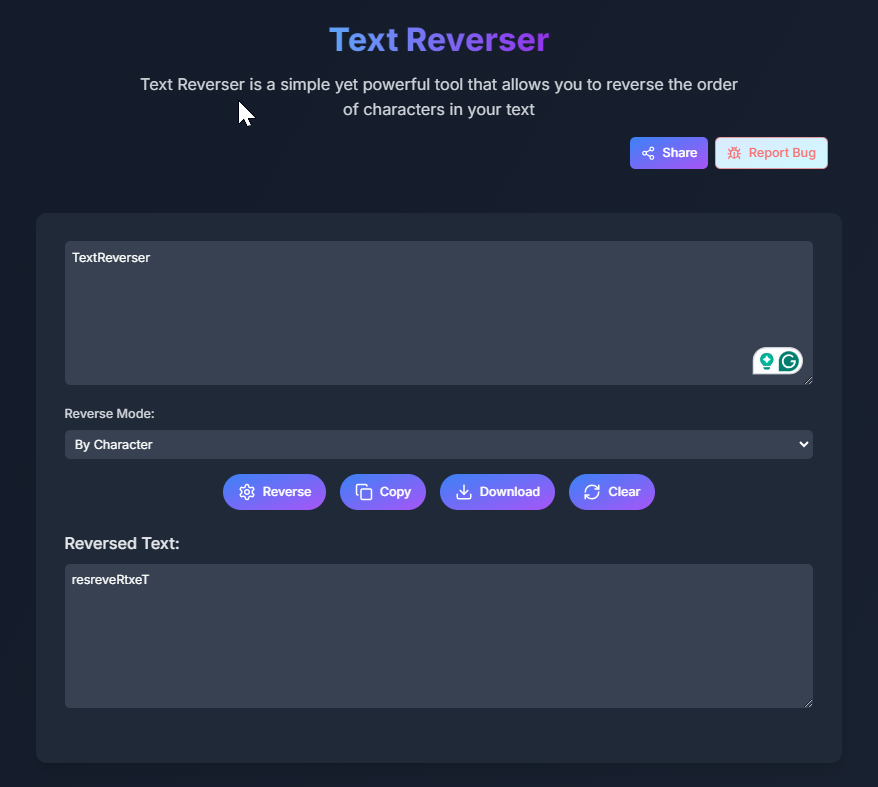 Text Reverser
Text Reverser is a simple yet powerful tool that allows you to reverse the order
of characters in your text
Share
Report Bug
TextReverser
Reverse Mode:
By Character
Reverse
Copy
Download
Clear
Reversed Text:
resreveRtxeT